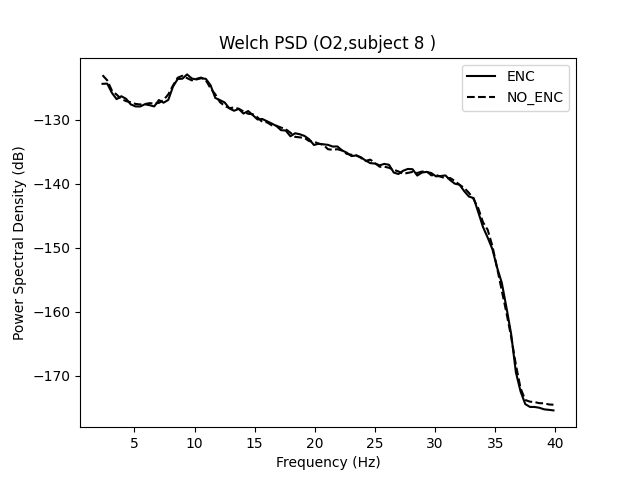 Welch PSD (O2,subject 8 )
ENC
NO_ENC
Power Spectral Density (dB)
−130
−140
−150
−160
−170
5 10 15 20 25 30 35 40
Frequency (Hz)